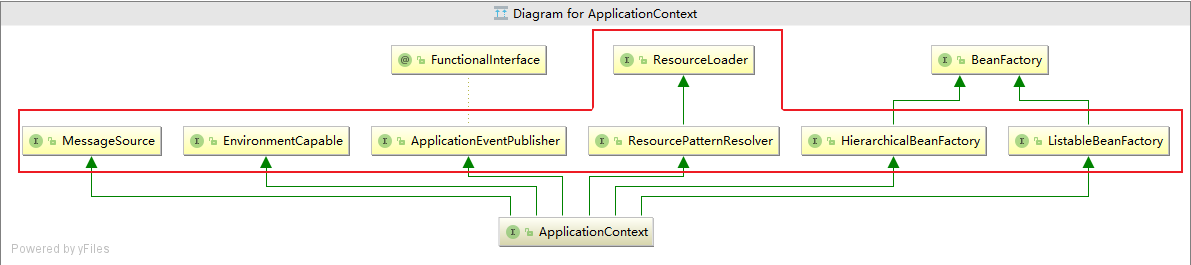 Diagram for ApplicationContext
@ FunctionalInterface
I ResourceLoader
I BeanFactory
I MessageSource
I EnvironmentCapable
I ApplicationEventPublisher
I ResourcePatternResolver
I HierarchicalBeanFactory
I ListableBeanFactory
I ApplicationContext
Powered by yFiles